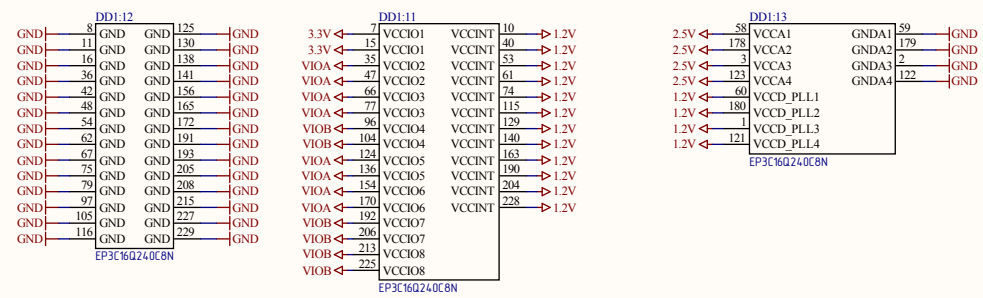 DD1:12
GND 8 GND GND 125 GND
GND 11 GND GND 130 GND
GND 16 GND GND 138 GND
GND 36 GND GND 141 GND
GND 42 GND GND 156 GND
GND 48 GND GND 165 GND
GND 54 GND GND 172 GND
GND 62 GND GND 191 GND
GND 67 GND GND 193 GND
GND 75 GND GND 205 GND
GND 79 GND GND 208 GND
GND 97 GND GND 215 GND
GND 105 GND GND 227 GND
GND 116 GND GND 229 GND
EP3C16Q240C8N
DD1:11
3.3V 7 VCCIO1 VCCINT 10 1.2V
3.3V 15 VCCIO1 VCCINT 40 1.2V
VIOA 35 VCCIO2 VCCINT 53 1.2V
VIOA 47 VCCIO2 VCCINT 61 1.2V
VIOA 66 VCCIO3 VCCINT 74 1.2V
VIOA 77 VCCIO3 VCCINT 115 1.2V
VIOB 96 VCCIO4 VCCINT 129 1.2V
VIOB 104 VCCIO4 VCCINT 140 1.2V
VIOA 124 VCCIO5 VCCINT 163 1.2V
VIOA 136 VCCIO5 VCCINT 190 1.2V
VIOA 154 VCCIO6 VCCINT 204 1.2V
VIOA 170 VCCIO6 VCCINT 228 1.2V
VIOB 192 VCCIO7
VIOB 206 VCCIO7
VIOB 213 VCCIO8
VIOB 225 VCCIO8
EP3C16Q240C8N
DD1:13
2.5V 58 VCCA1 GNDA1 59 GND
2.5V 178 VCCA2 GNDA2 179 GND
2.5V 3 VCCA3 GNDA3 2 GND
2.5V 123 VCCA4 GNDA4 122 GND
1.2V 60 VCCD_PLL1
1.2V 180 VCCD_PLL2
1.2V 1 VCCD_PLL3
1.2V 121 VCCD_PLL4
EP3C16Q240C8N